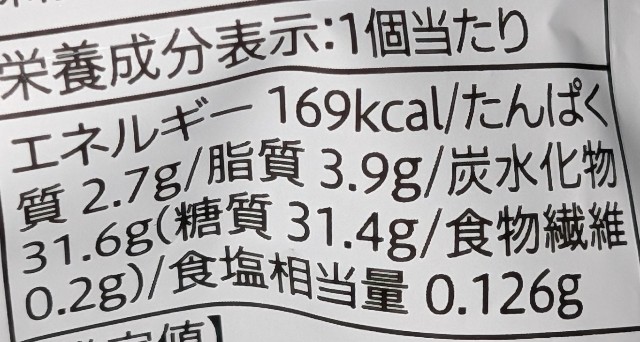 栄養成分表示:1個当たり
エネルギー 169kcal/たんぱく
質 2.7g/脂質 3.9g/炭水化物
31.6g(糖質 31.4g/食物繊維
0.2g)/食塩相当量 0.126g
定値】